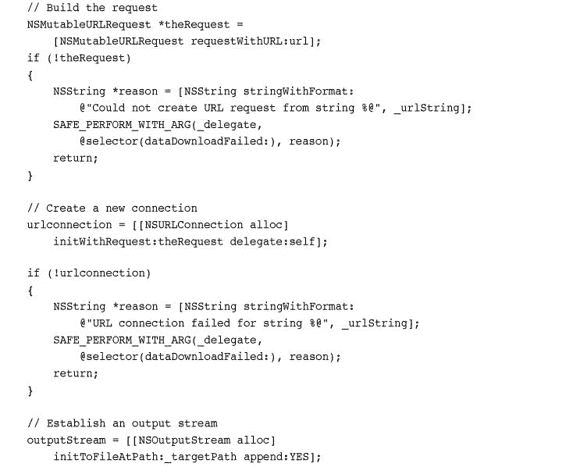 // Build the request
NSMutableURLRequest *theRequest =
    [NSMutableURLRequest requestWithURL:url];
if (!theRequest)
{
    NSString *reason = [NSString stringWithFormat:
        @"Could not create URL request from string %@", _urlString];
    SAFE_PERFORM_WITH_ARG(_delegate,
        @selector(dataDownloadFailed:), reason);
    return;
}

// Create a new connection
urlconnection = [[NSURLConnection alloc]
    initWithRequest:theRequest delegate:self];

if (!urlconnection)
{
    NSString *reason = [NSString stringWithFormat:
        @"URL connection failed for string %@", _urlString];
    SAFE_PERFORM_WITH_ARG(_delegate,
        @selector(dataDownloadFailed:), reason);
    return;
}

// Establish an output stream
outputStream = [[NSOutputStream alloc]
    initToFileAtPath:_targetPath append:YES];